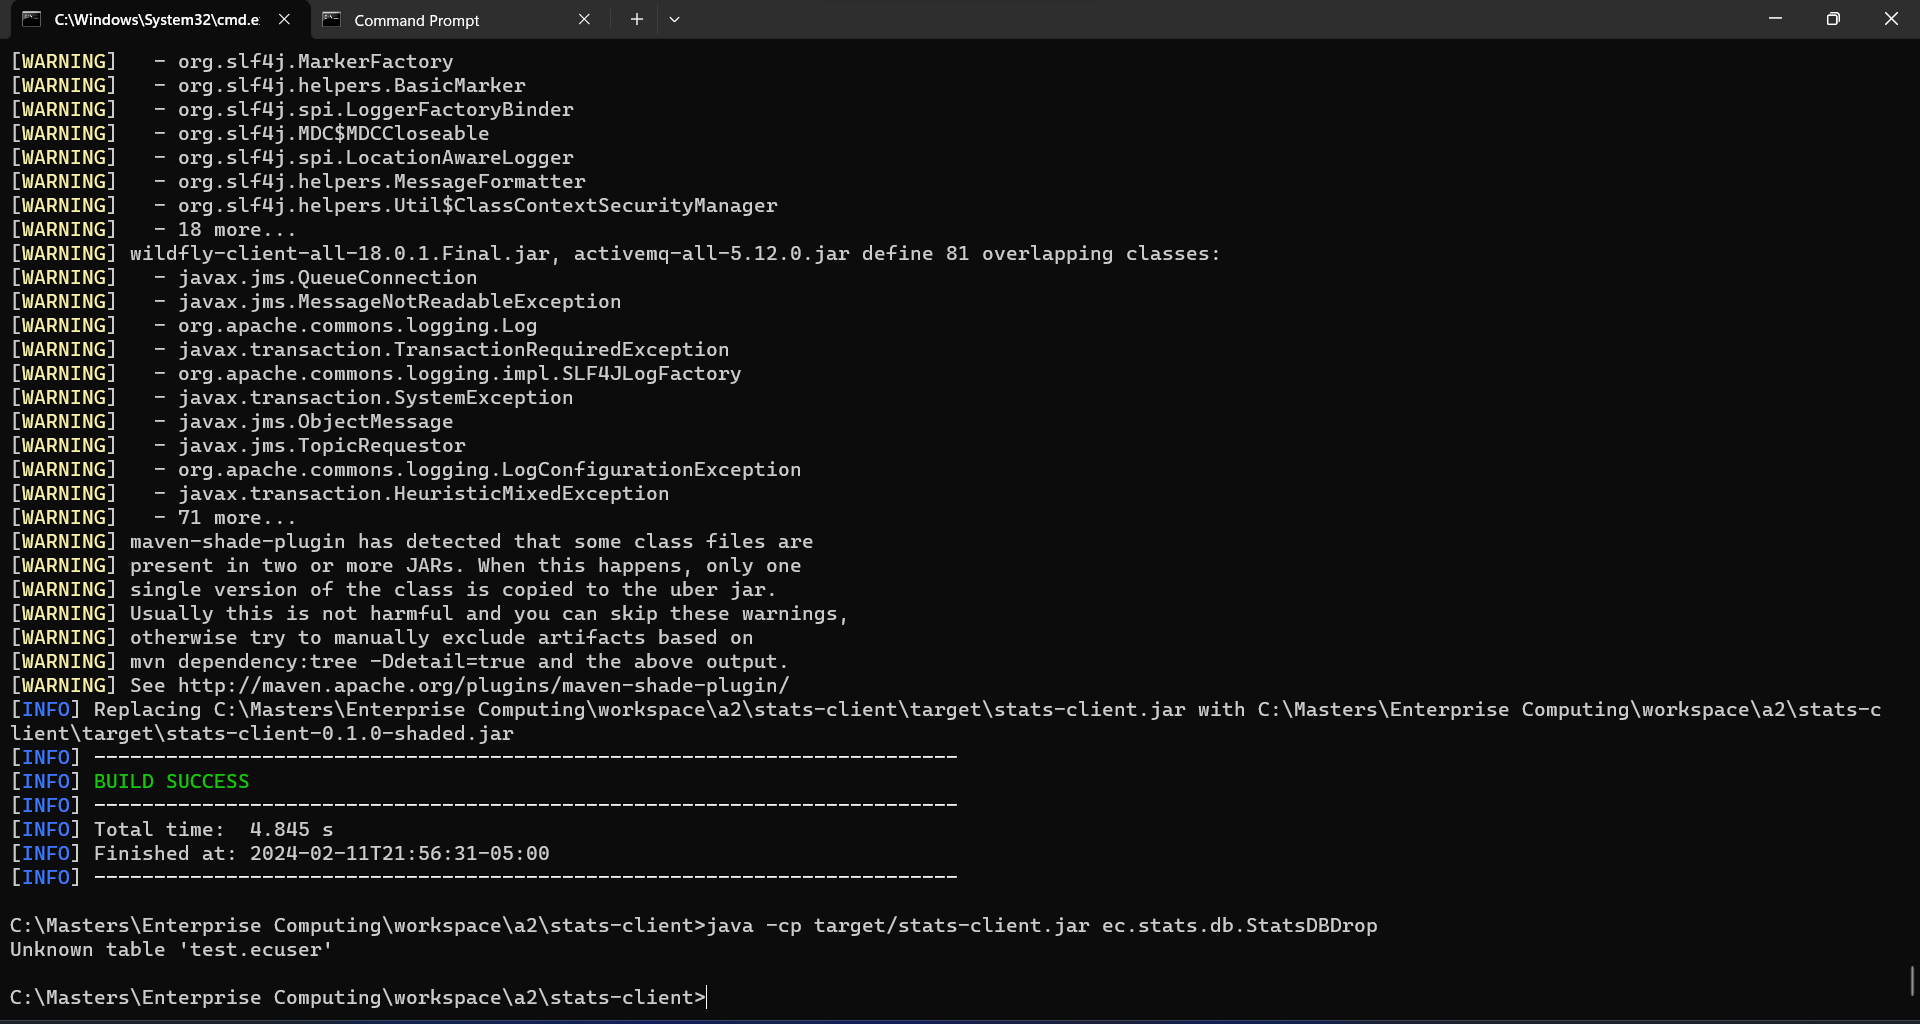 C:\Windows\System32\cmd.e
Command Prompt
[WARNING]   - org.slf4j.MarkerFactory
[WARNING]   - org.slf4j.helpers.BasicMarker
[WARNING]   - org.slf4j.spi.LoggerFactoryBinder
[WARNING]   - org.slf4j.MDC$MDCCloseable
[WARNING]   - org.slf4j.spi.LocationAwareLogger
[WARNING]   - org.slf4j.helpers.MessageFormatter
[WARNING]   - org.slf4j.helpers.Util$ClassContextSecurityManager
[WARNING]   - 18 more...
[WARNING] wildfly-client-all-18.0.1.Final.jar, activemq-all-5.12.0.jar define 81 overlapping classes:
[WARNING]   - javax.jms.QueueConnection
[WARNING]   - javax.jms.MessageNotReadableException
[WARNING]   - org.apache.commons.logging.Log
[WARNING]   - javax.transaction.TransactionRequiredException
[WARNING]   - org.apache.commons.logging.impl.SLF4JLogFactory
[WARNING]   - javax.transaction.SystemException
[WARNING]   - javax.jms.ObjectMessage
[WARNING]   - javax.jms.TopicRequestor
[WARNING]   - org.apache.commons.logging.LogConfigurationException
[WARNING]   - javax.transaction.HeuristicMixedException
[WARNING]   - 71 more...
[WARNING] maven-shade-plugin has detected that some class files are
[WARNING] present in two or more JARs. When this happens, only one
[WARNING] single version of the class is copied to the uber jar.
[WARNING] Usually this is not harmful and you can skip these warnings,
[WARNING] otherwise try to manually exclude artifacts based on
[WARNING] mvn dependency:tree -Ddetail=true and the above output.
[WARNING] See http://maven.apache.org/plugins/maven-shade-plugin/
[INFO] Replacing C:\Masters\Enterprise Computing\workspace\a2\stats-client\target\stats-client.jar with C:\Masters\Enterprise Computing\workspace\a2\stats-c
lient\target\stats-client-0.1.0-shaded.jar
[INFO] ------------------------------------------------------------------------
[INFO] BUILD SUCCESS
[INFO] ------------------------------------------------------------------------
[INFO] Total time:  4.845 s
[INFO] Finished at: 2024-02-11T21:56:31-05:00
[INFO] ------------------------------------------------------------------------
C:\Masters\Enterprise Computing\workspace\a2\stats-client>java -cp target/stats-client.jar ec.stats.db.StatsDBDrop
Unknown table 'test.ecuser'
C:\Masters\Enterprise Computing\workspace\a2\stats-client>